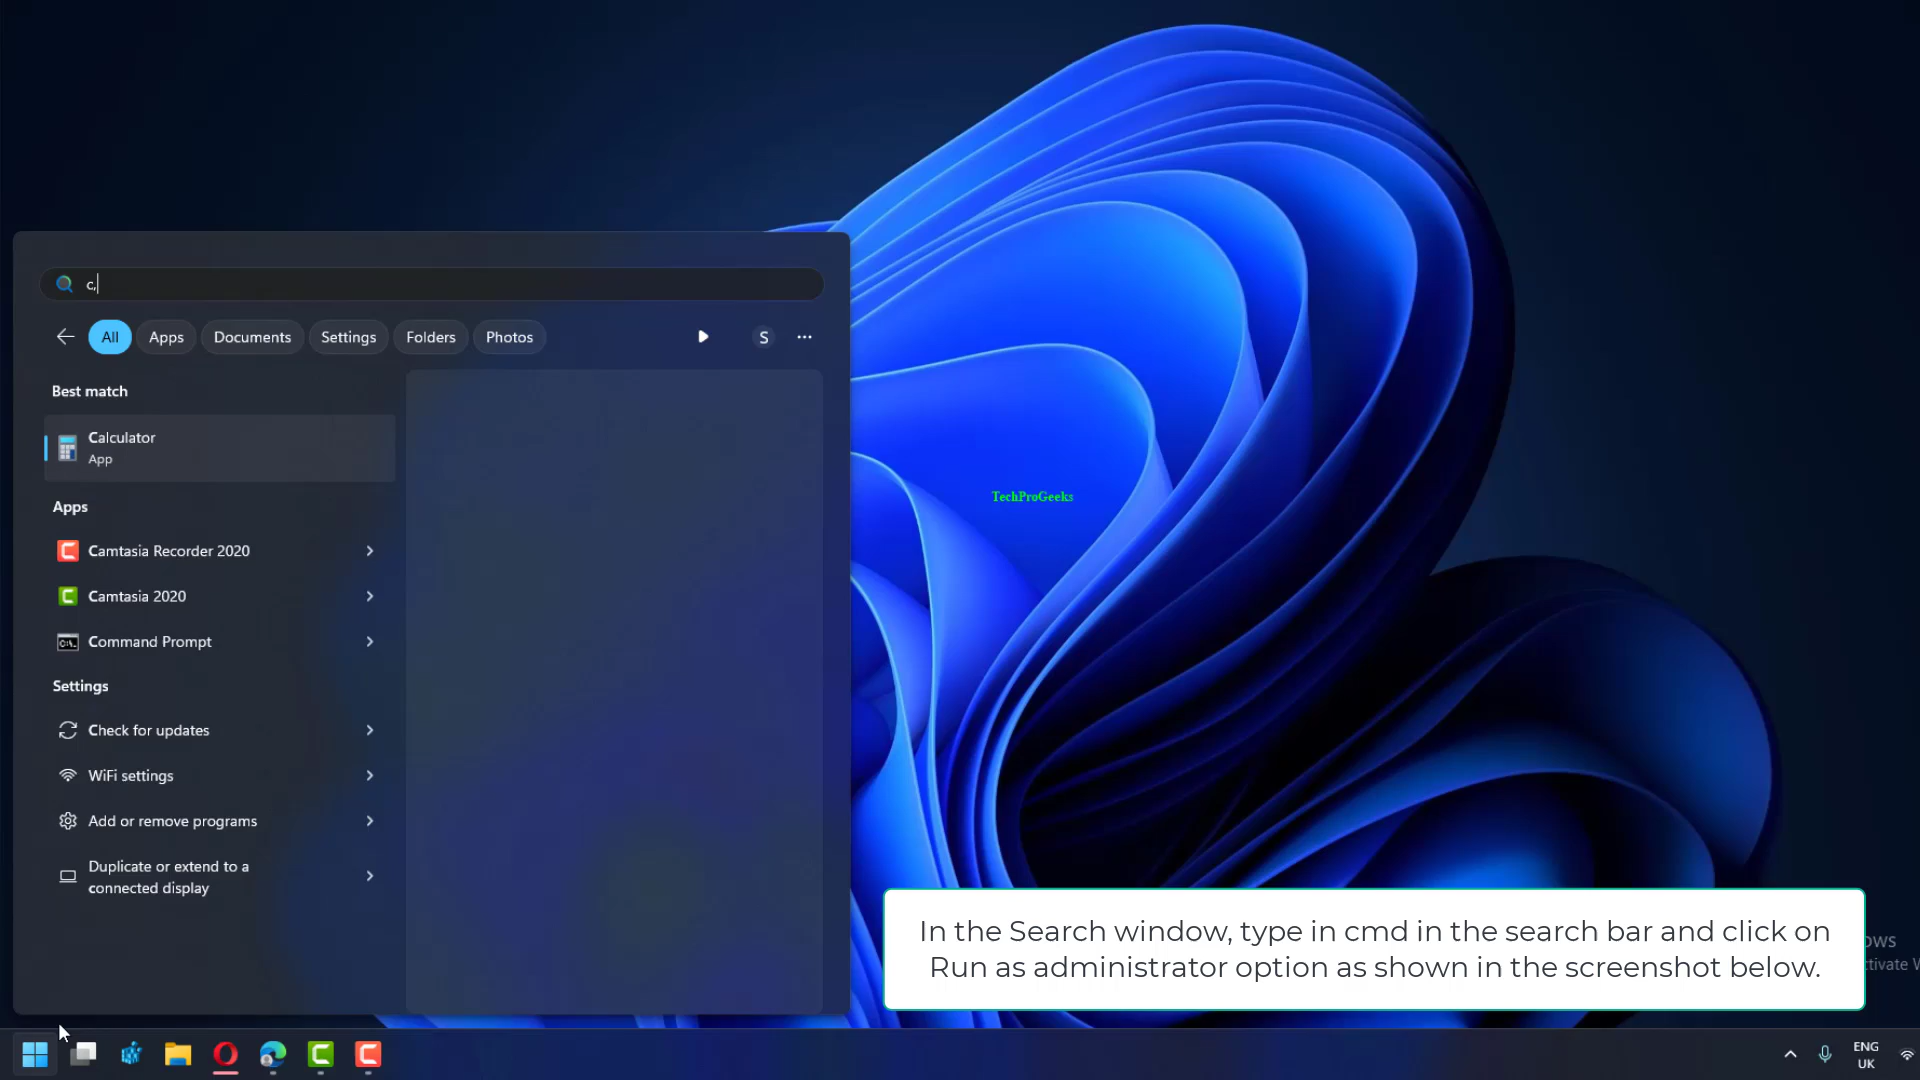 c,
All
Apps
Documents
Settings
Folders
Photos
S
Best match
Calculator
App
Apps
Camtasia Recorder 2020
Camtasia 2020
Command Prompt
Settings
Check for updates
WiFi settings
Add or remove programs
Duplicate or extend to a
connected display
TechProGeeks
In the Search window, type in cmd in the search bar and click on
Run as administrator option as shown in the screenshot below.
ENG
UK